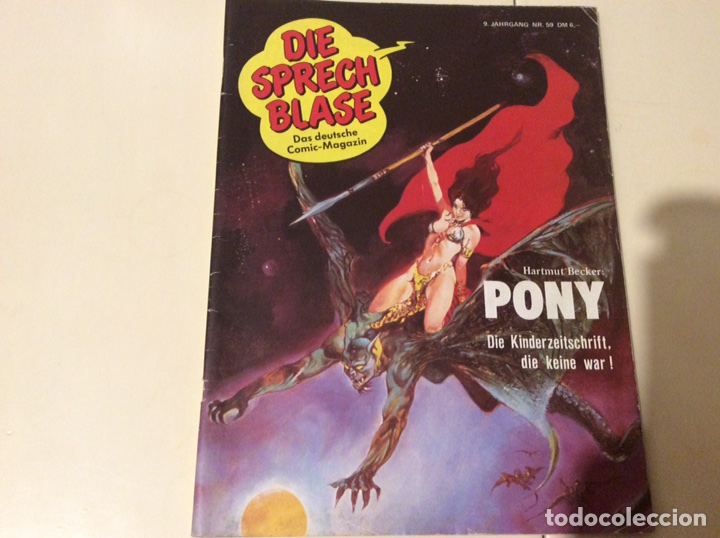 9. JAHRGANG NR. 59 DM 6,–
DIE
SPRECH
BLASE
Das deutsche
Comic-Magazin
Hartmut Becker:
PONY
Die Kinderzeitschrift,
die keine war!
todocoleccion